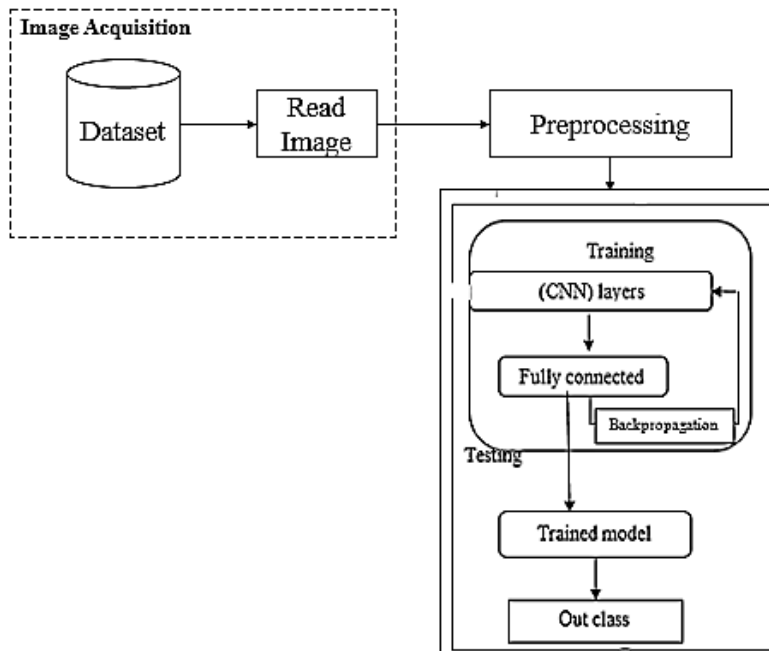 Image Acquisition
Dataset
Read
Image
Preprocessing
Training
(CNN) layers
Fully connected
Backpropagation
Testing
Trained model
Out class